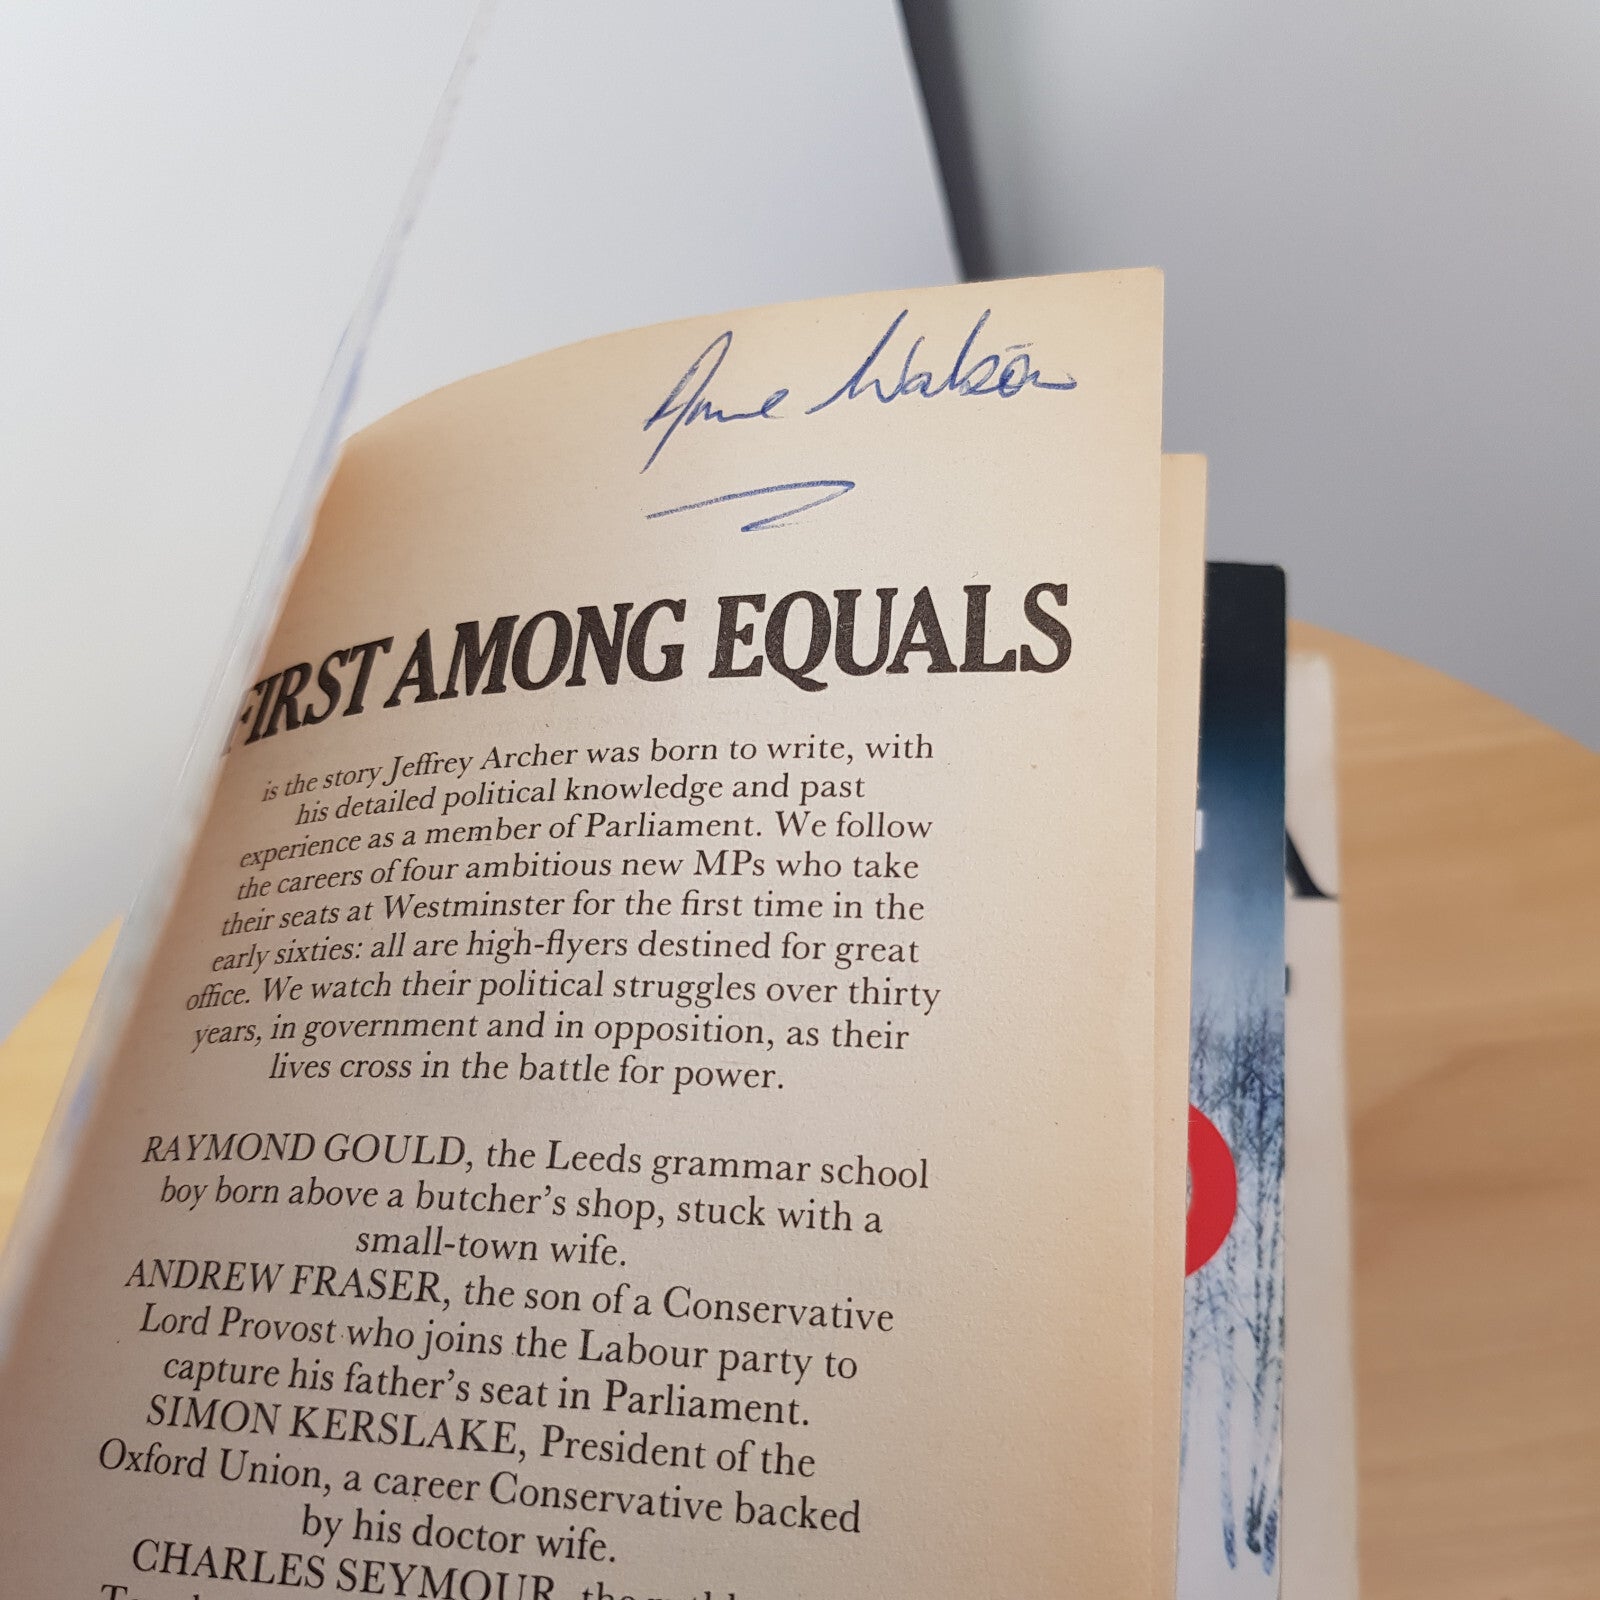 Anne Watson
FIRST AMONG EQUALS
is the story Jeffrey Archer was born to write, with
his detailed political knowledge and past
experience as a member of Parliament. We follow
the careers of four ambitious new MPs who take
their seats at Westminster for the first time in the
early sixties: all are high-flyers destined for great
office. We watch their political struggles over thirty
years, in government and in opposition, as their
lives cross in the battle for power.
RAYMOND GOULD, the Leeds grammar school
boy born above a butcher's shop, stuck with a
small-town wife.
ANDREW FRASER, the son of a Conservative
Lord Provost who joins the Labour party to
capture his father's seat in Parliament.
SIMON KERSLAKE, President of the
Oxford Union, a career Conservative backed
by his doctor wife.
CHARLES SEYMOUR,